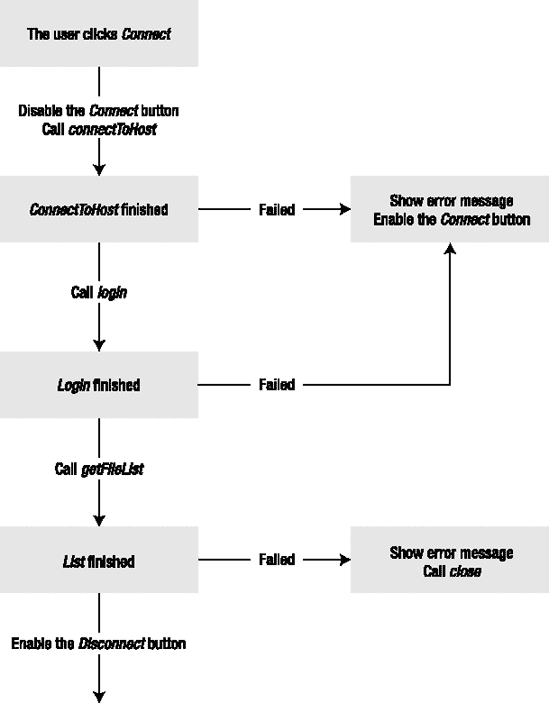 The user clicks Connect
Disable the Connect button
Call connectToHost
ConnectToHost finished
Failed
Show error message
Enable the Connect button
Call login
Login finished
Failed
Call getFileList
List finished
Failed
Show error message
Call close
Enable the Disconnect button